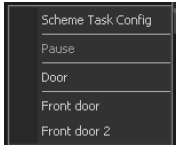 Scheme Task Config
Pause
Door
Front door
Front door 2